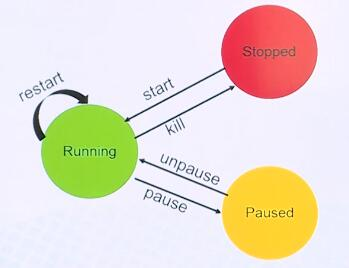 Stopped
restart
start
kill
Running
unpause
pause
Paused